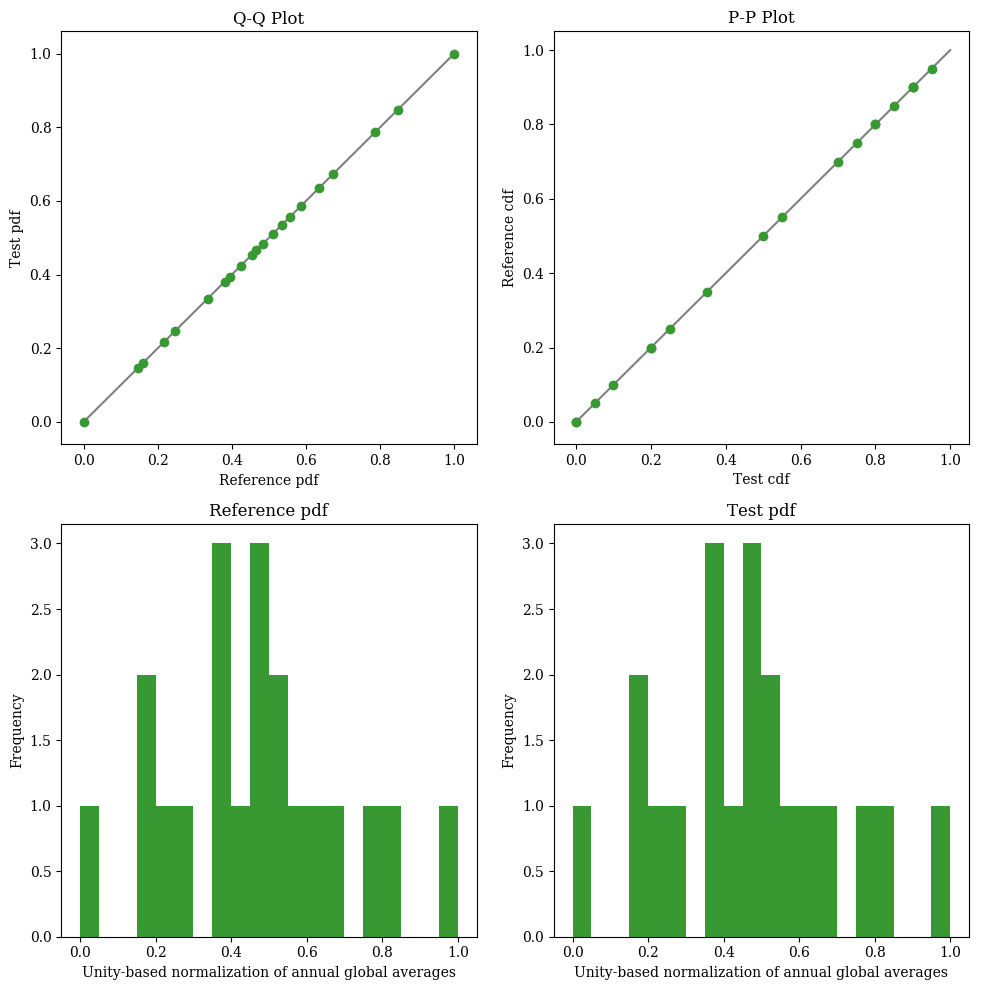 Q-Q Plot
Test pdf
1.0
0.8
0.6
0.4
0.2
0.0
0.0 0.2 0.4 0.6 0.8 1.0
Reference pdf
P-P Plot
Reference cdf
1.0
0.8
0.6
0.4
0.2
0.0
0.0 0.2 0.4 0.6 0.8 1.0
Test cdf
Reference pdf
Frequency
3.0
2.5
2.0
1.5
1.0
0.5
0.0
0.0 0.2 0.4 0.6 0.8 1.0
Unity-based normalization of annual global averages
Test pdf
Frequency
3.0
2.5
2.0
1.5
1.0
0.5
0.0
0.0 0.2 0.4 0.6 0.8 1.0
Unity-based normalization of annual global averages